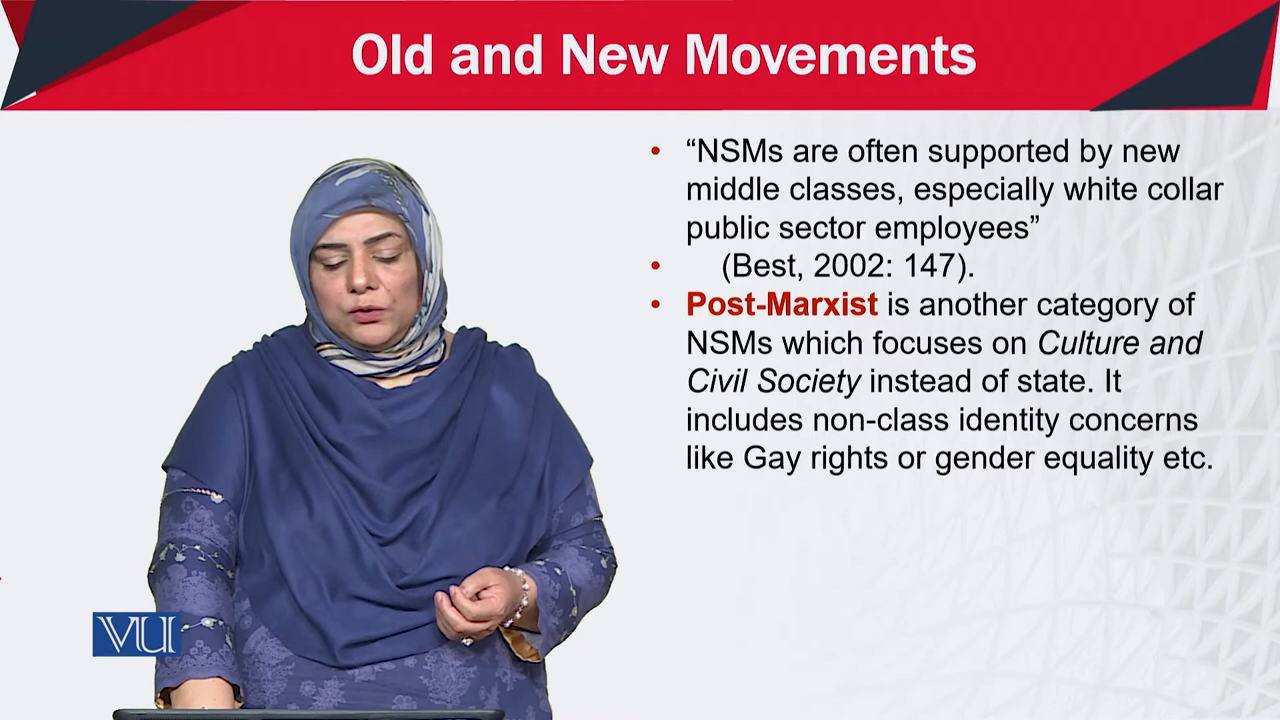 Old and New Movements
• “NSMs are often supported by new
middle classes, especially white collar
public sector employees”
• (Best, 2002: 147).
• Post-Marxist is another category of
NSMs which focuses on Culture and
Civil Society instead of state. It
includes non-class identity concerns
like Gay rights or gender equality etc.
VU